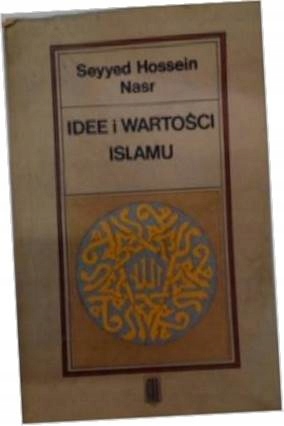 Seyyed Hossein
Nasr
IDEE i WARTOŚCI
ISLAMU